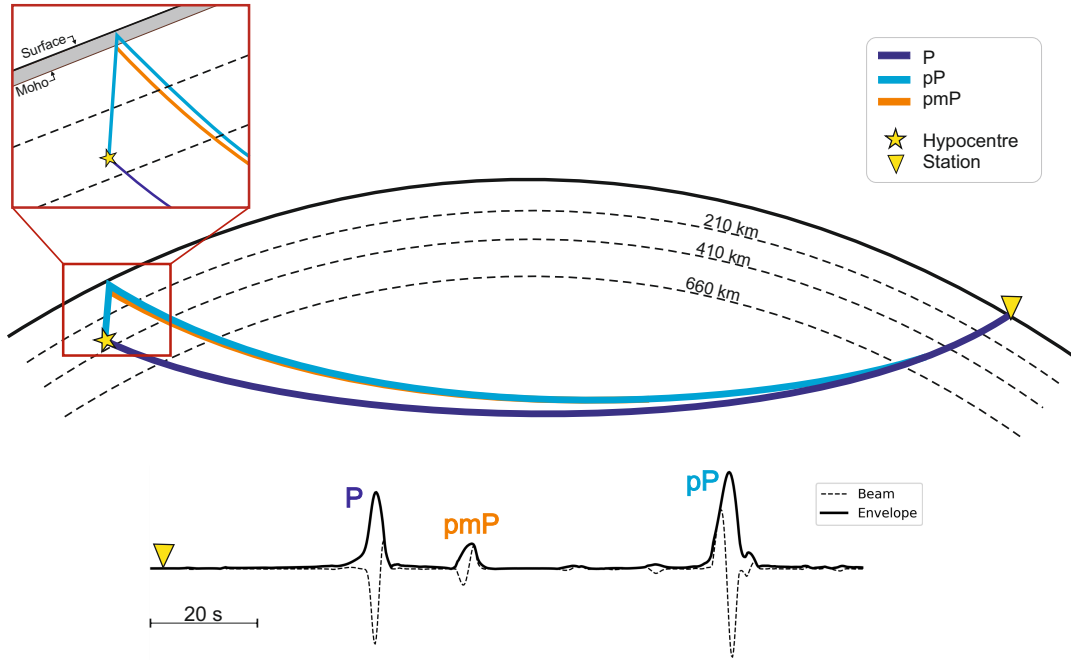 Surface
Moho
P
pP
pmP
Hypocentre
Station
210 km
410 km
660 km
P
pmP
pP
Beam
Envelope
20 s